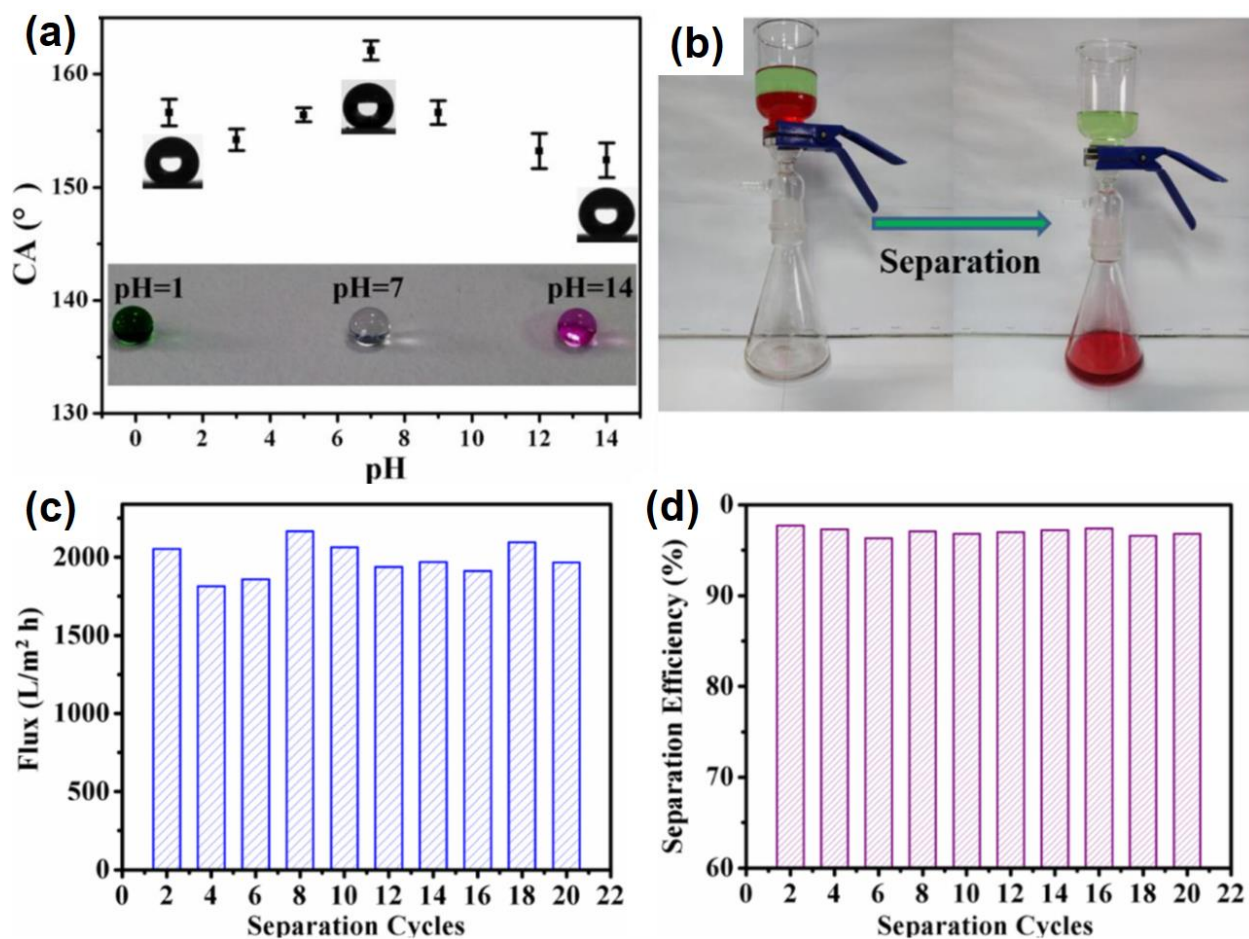 (a)
160
150
140
130
CA (°)
pH=1 pH=7 pH=14
0 2 4 6 8 10 12 14
pH
(b)
Separation
(c)
2000
1500
1000
500
0
Flux (L/m² h)
0 2 4 6 8 10 12 14 16 18 20 22
Separation Cycles
(d)
0
90
80
70
60
Separation Efficiency (%)
0 2 4 6 8 10 12 14 16 18 20 22
Separation Cycles